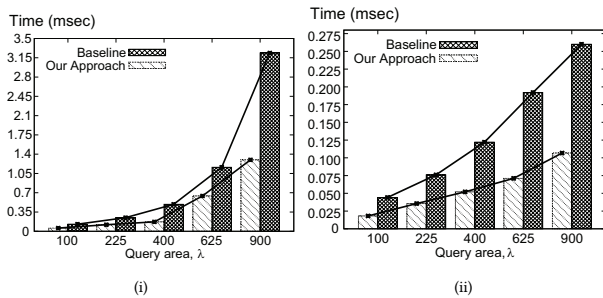 Time (msec)
3.5
3.15
2.8
2.45
2.1
1.75
1.4
1.05
0.7
0.35
0
Baseline
Our Approach
100 225 400 625 900
Query area, λ
(i)
Time (msec)
0.275
0.25
0.225
0.2
0.175
0.150
0.125
0.100
0.075
0.050
0.025
0
Baseline
Our Approach
100 225 400 625 900
Query area, λ
(ii)